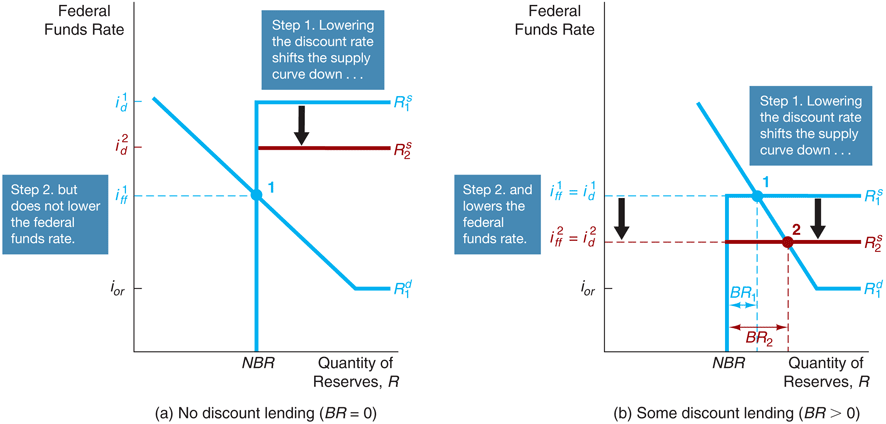 Federal
Funds Rate
Step 1. Lowering
the discount rate
shifts the supply
curve down . . .
i_d^1
R_1^s
i_d^2
R_2^s
Step 2. but
does not lower
the federal
funds rate.
i_ff^1
1
i_or
R_1^d
NBR
Quantity of
Reserves, R
(a) No discount lending (BR = 0)
Federal
Funds Rate
Step 1. Lowering
the discount rate
shifts the supply
curve down . . .
Step 2. and
lowers the
federal
funds rate.
i_ff^1 = i_d^1
1
R_1^s
i_ff^2 = i_d^2
2
R_2^s
i_or
R_1^d
BR_1
BR_2
NBR
Quantity of
Reserves, R
(b) Some discount lending (BR > 0)